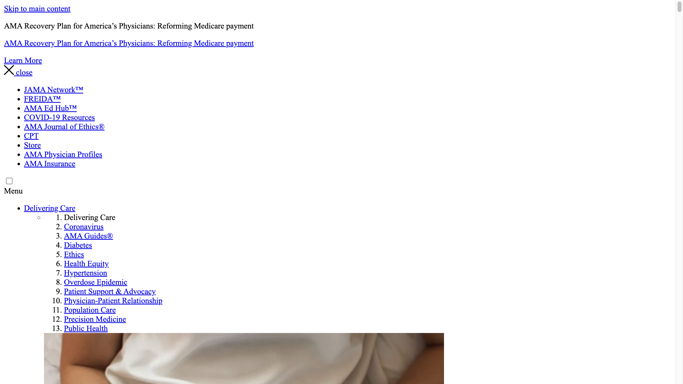 Skip to main content
AMA Recovery Plan for America's Physicians: Reforming Medicare payment
AMA Recovery Plan for America's Physicians: Reforming Medicare payment
Learn More
close
JAMA Network™
FREIDA™
AMA Ed Hub™
COVID-19 Resources
AMA Journal of Ethics®
CPT
Store
AMA Physician Profiles
AMA Insurance
Menu
Delivering Care
1. Delivering Care
2. Coronavirus
3. AMA Guides®
4. Diabetes
5. Ethics
6. Health Equity
7. Hypertension
8. Overdose Epidemic
9. Patient Support & Advocacy
10. Physician-Patient Relationship
11. Population Care
12. Precision Medicine
13. Public Health